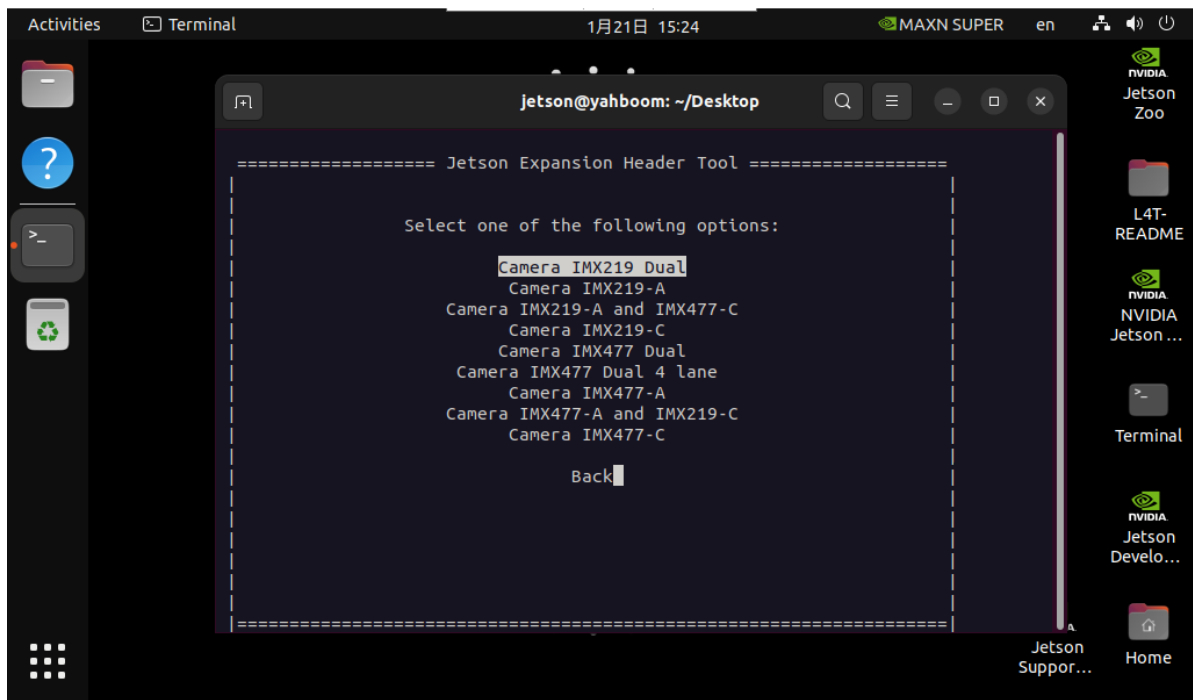 Activities
Terminal
1月21日 15:24
MAXN SUPER
en
jetson@yahboom: ~/Desktop
=================== Jetson Expansion Header Tool ===================
Select one of the following options:
Camera IMX219 Dual
Camera IMX219-A
Camera IMX219-A and IMX477-C
Camera IMX219-C
Camera IMX477 Dual
Camera IMX477 Dual 4 lane
Camera IMX477-A
Camera IMX477-A and IMX219-C
Camera IMX477-C
Back
NVIDIA.
Jetson
Zoo
L4T-
README
NVIDIA.
NVIDIA
Jetson ...
Terminal
NVIDIA.
Jetson
Develo...
Jetson
Suppor...
Home